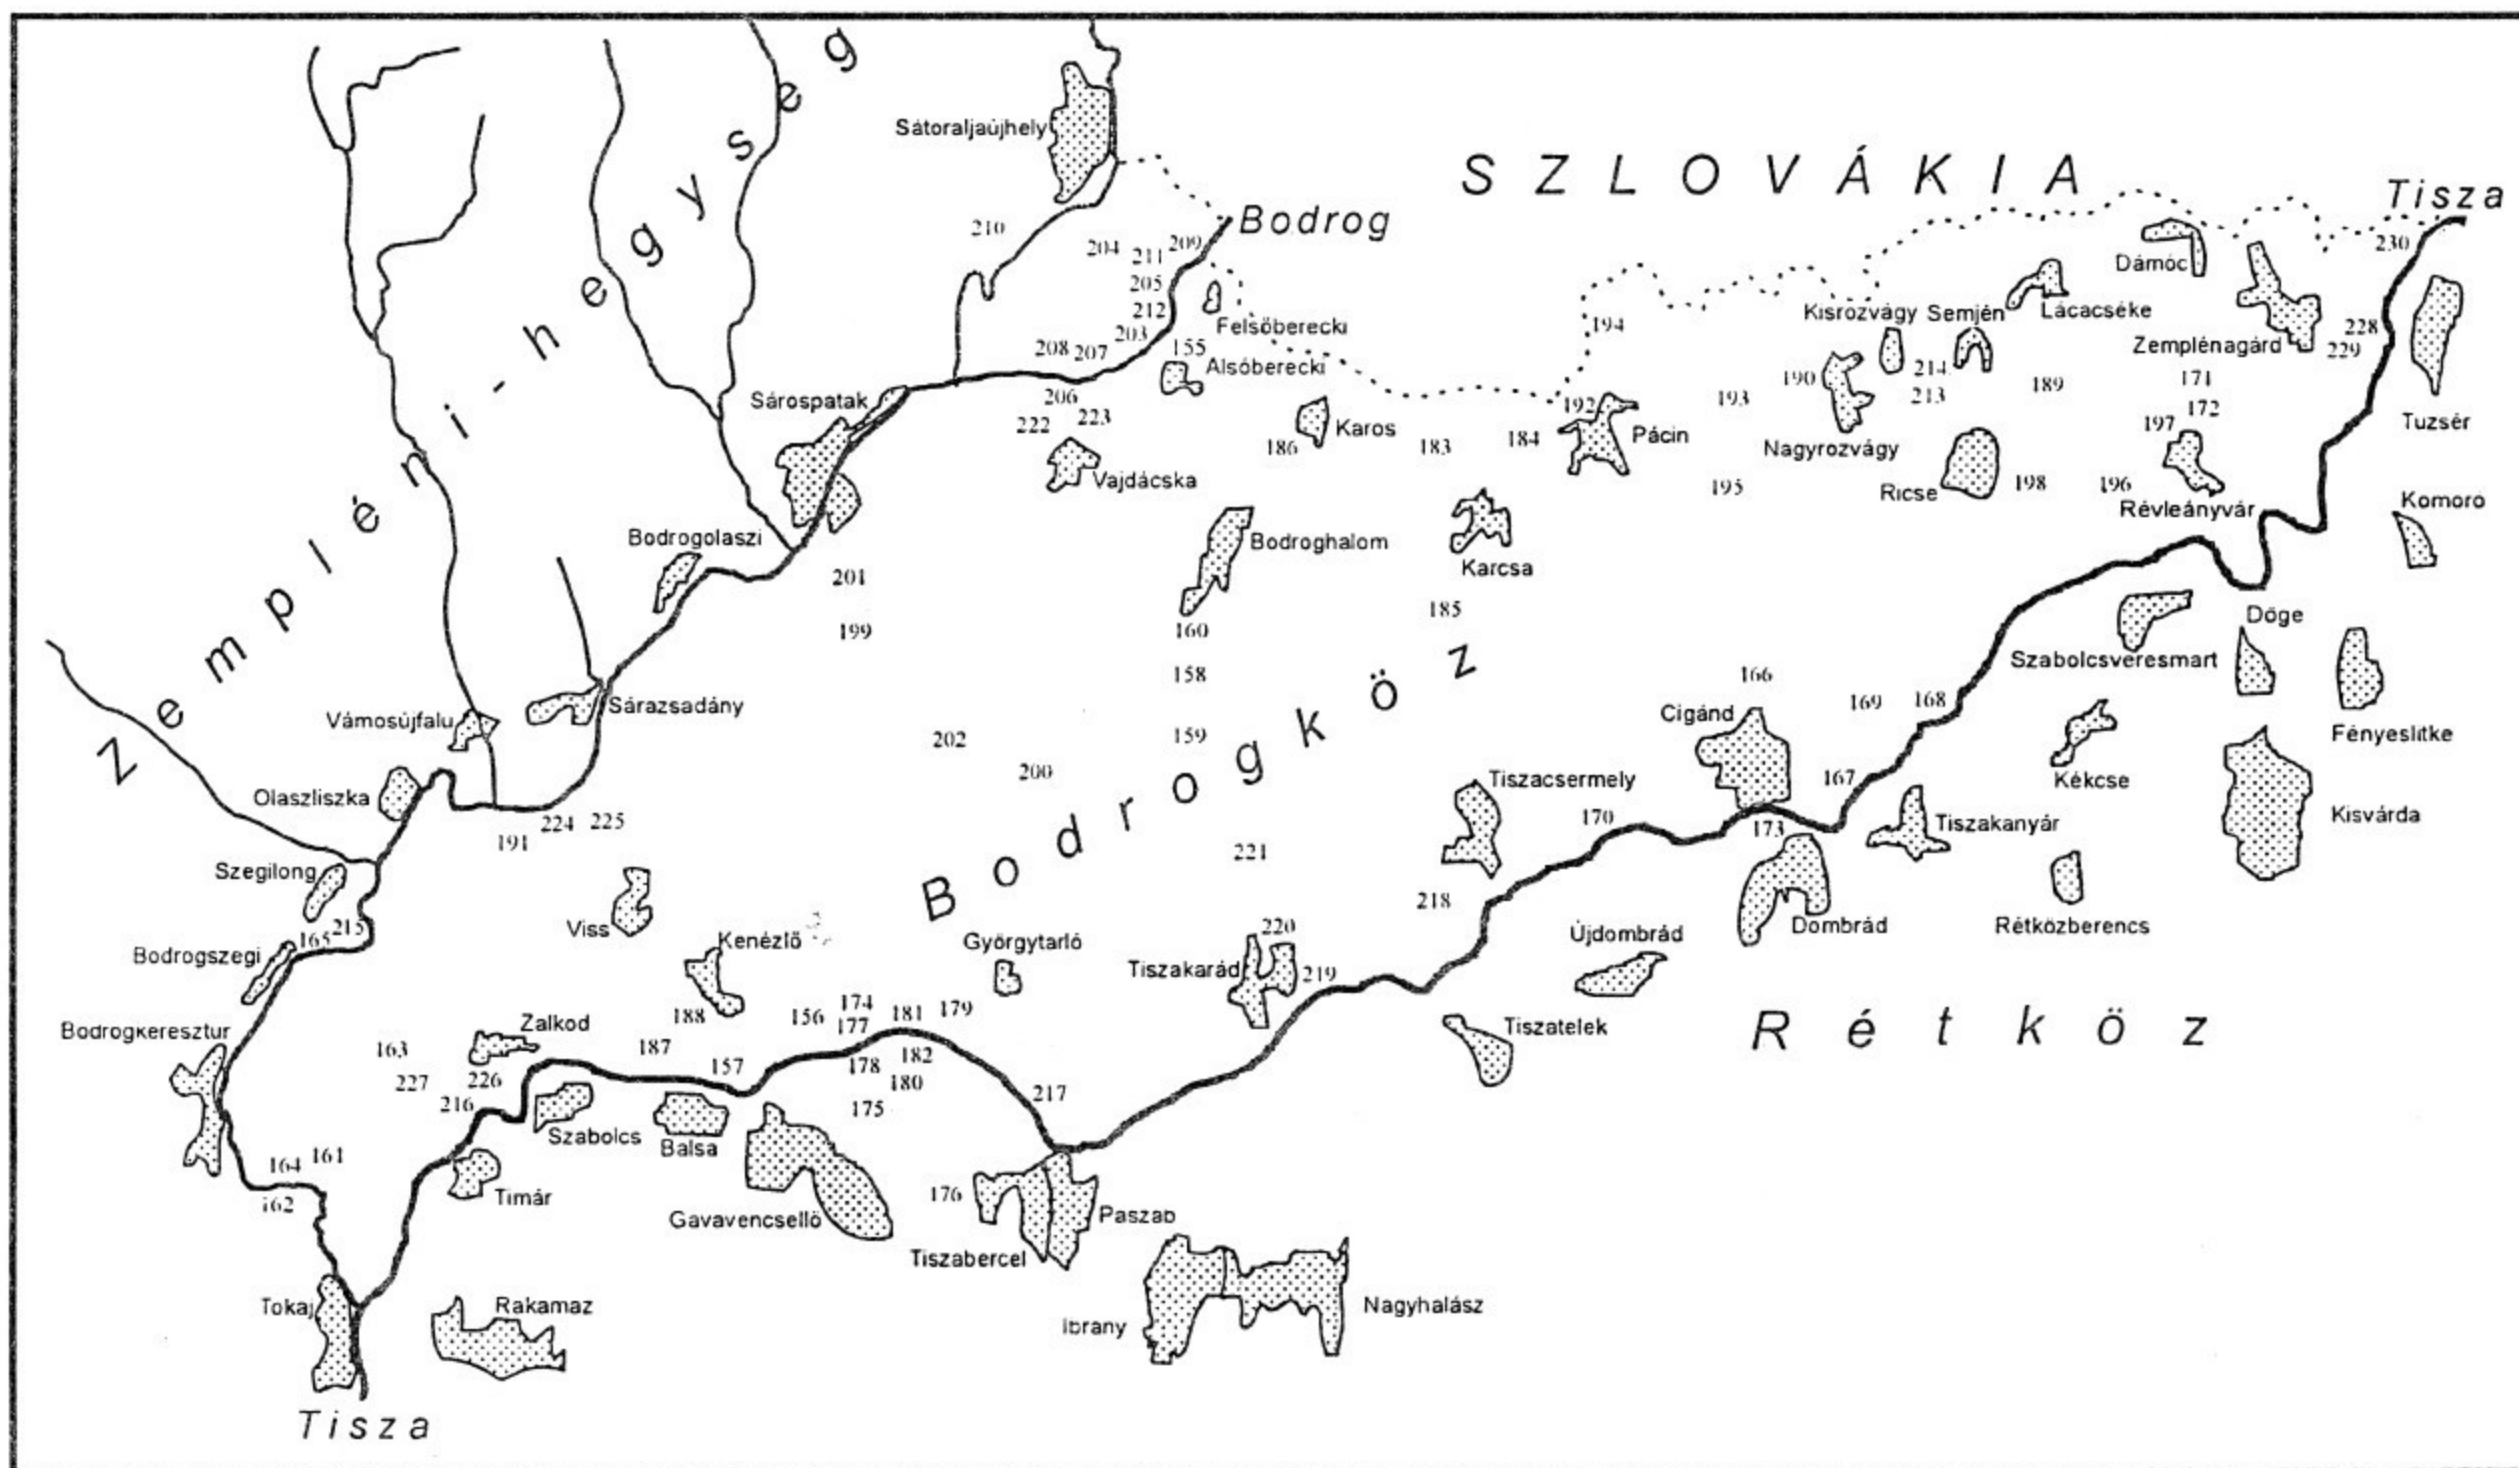 Zempléni-hegység
Sátoraljaújhely
SZLOVÁKIA
Tisza
Bodrog
210
204
209
211
205
212
203
208
207
155
206
222
223
230
Dámóc
Lácacséke
Kisrozvágy
Semjén
194
Felsőberecki
Alsóberecki
228
229
Zemplénagárd
171
172
197
190
214
213
189
193
192
Sárospatak
Karos
186
183
184
Pácin
Nagyrozvágy
Tuzsér
Vajdácska
195
Ricse
198
196
Révleányvár
Komoro
Bodrogolaszi
Bodroghalom
Karcsa
201
199
160
185
Dőge
Szabolcsveresmart
158
166
169
168
Cigánd
Vámosújfalu
Sárazsadány
202
159
200
Bodrogköz
Fényeslitke
Kékcse
Olaszliszka
Tiszacsermely
167
191
224
225
170
173
Tiszakanyár
Kisvárda
221
Szegilong
218
Viss
165
215
Bodrogszegi
Kenézlő
Györgytarló
220
Tiszakarád
219
Újdombrád
Dombrád
Rétközberencs
Bodrogkeresztur
Zalkod
188
156
174
177
181
179
Tiszatelek
Rétköz
163
187
227
226
157
178
182
180
216
175
217
Szabolcs
Balsa
164
161
162
Timár
176
Gavavencsellő
Paszab
Tiszabercel
Tokaj
Rakamaz
Ibrany
Nagyhalász
Tisza